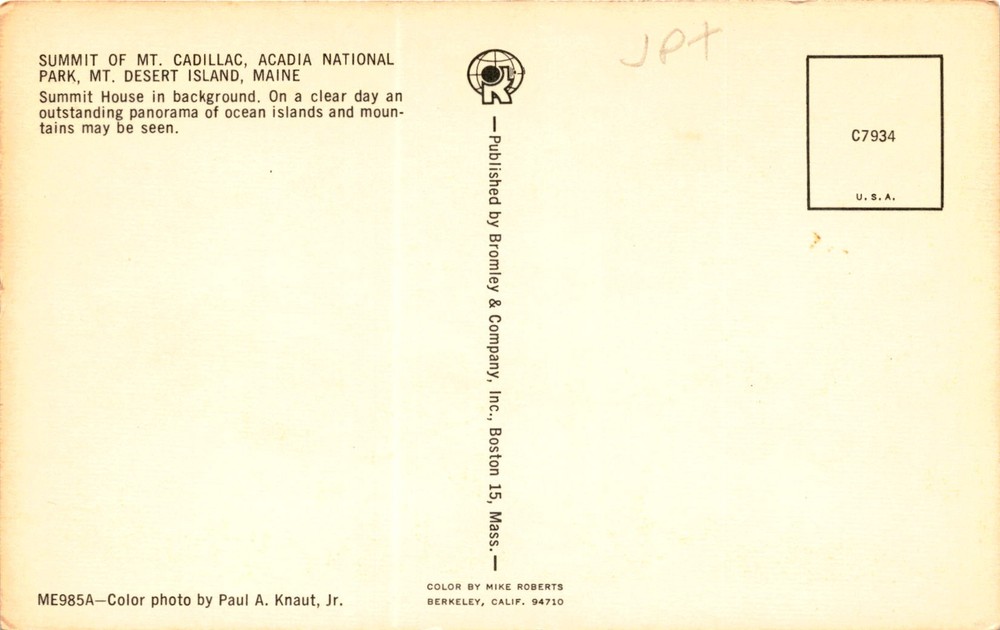 SUMMIT OF MT. CADILLAC, ACADIA NATIONAL
PARK, MT. DESERT ISLAND, MAINE
Summit House in background. On a clear day an
outstanding panorama of ocean islands and moun-
tains may be seen.
ME985A—Color photo by Paul A. Knaut, Jr.
R
—Published by Bromley & Company, Inc., Boston 15, Mass.—
COLOR BY MIKE ROBERTS
BERKELEY, CALIF. 94710
C7934
U.S.A.